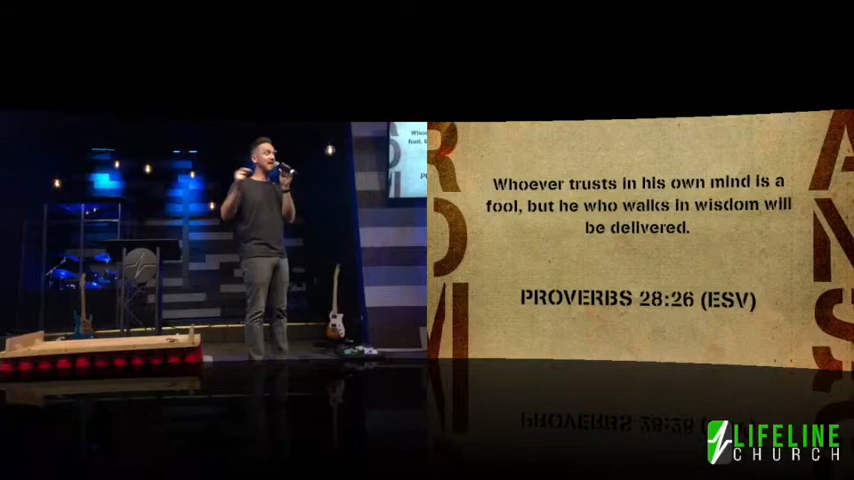 Whoever trusts in his own mind is a
fool, but he who walks in wisdom will
be delivered.
PROVERBS 28:26 (ESV)
LIFELINE
CHURCH